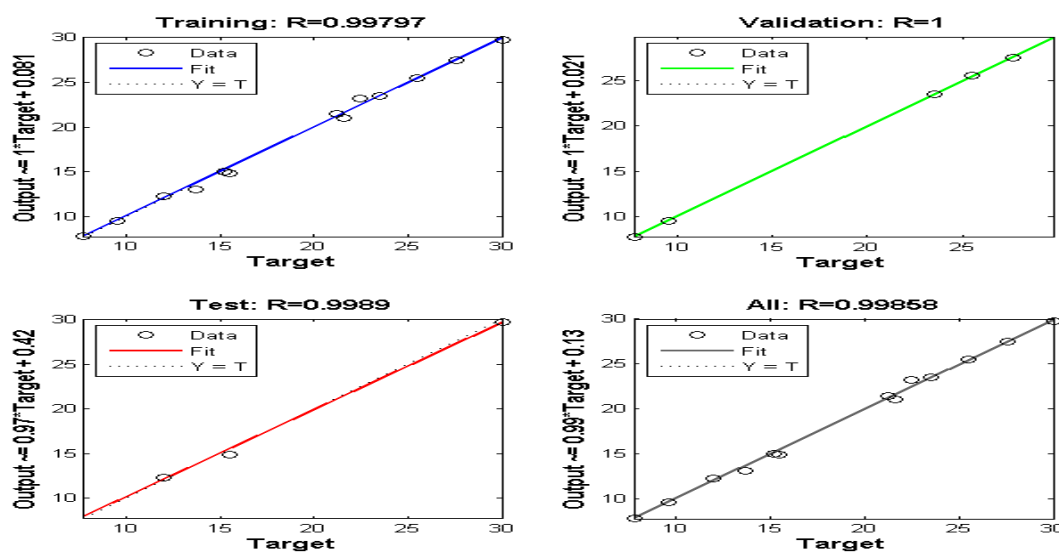 Training: R=0.99797
Output ~= 1*Target + 0.081
30
25
20
15
10
Data
Fit
Y = T
10
15
20
25
30
Target
Validation: R=1
Output ~= 1*Target + 0.021
30
25
20
15
10
Data
Fit
Y = T
10
15
20
25
Target
Test: R=0.9989
Output ~= 0.97*Target + 0.42
30
25
20
15
10
Data
Fit
Y = T
10
15
20
25
30
Target
All: R=0.99858
Output ~= 0.99*Target + 0.13
30
25
20
15
10
Data
Fit
Y = T
10
15
20
25
30
Target